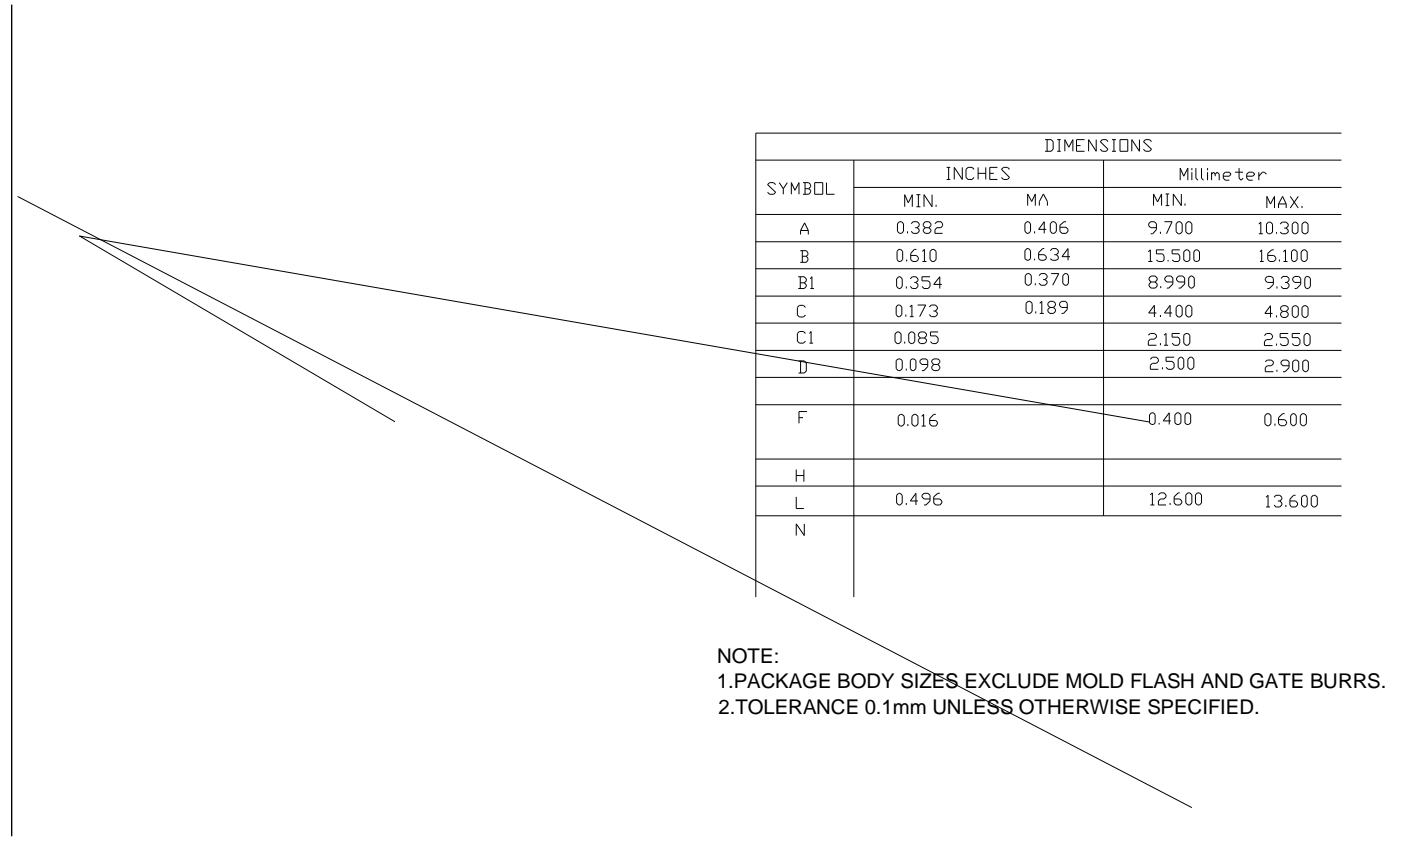 DIMENSIONS
SYMBOL INCHES Millimeter
MIN. MIN. MAX.
A 0.382 0.406 9.700 10.300
B 0.610 0.634 15.500 16.100
B1 0.354 0.370 8.990 9.390
C 0.173 0.189 4.400 4.800
C1 0.085 2.150 2.550
D 0.098 2.500 2.900
F 0.016 0.400 0.600
H
L 0.496 12.600 13.600
N
NOTE:
1.PACKAGE BODY SIZES EXCLUDE MOLD FLASH AND GATE BURRS.
2.TOLERANCE 0.1mm UNLESS OTHERWISE SPECIFIED.